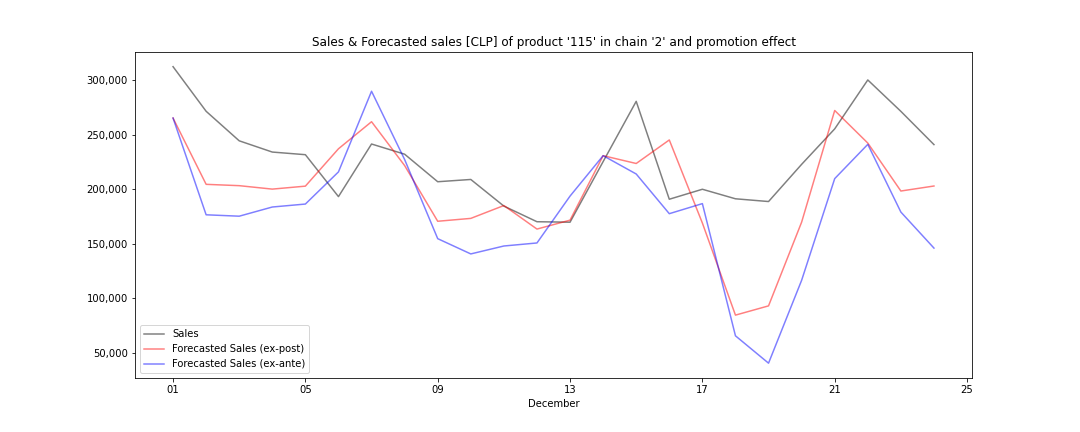 Sales & Forecasted sales [CLP] of product '115' in chain '2' and promotion effect
300,000
250,000
200,000
150,000
100,000
50,000
Sales
Forecasted Sales (ex-post)
Forecasted Sales (ex-ante)
01 05 09 13 17 21 25
December